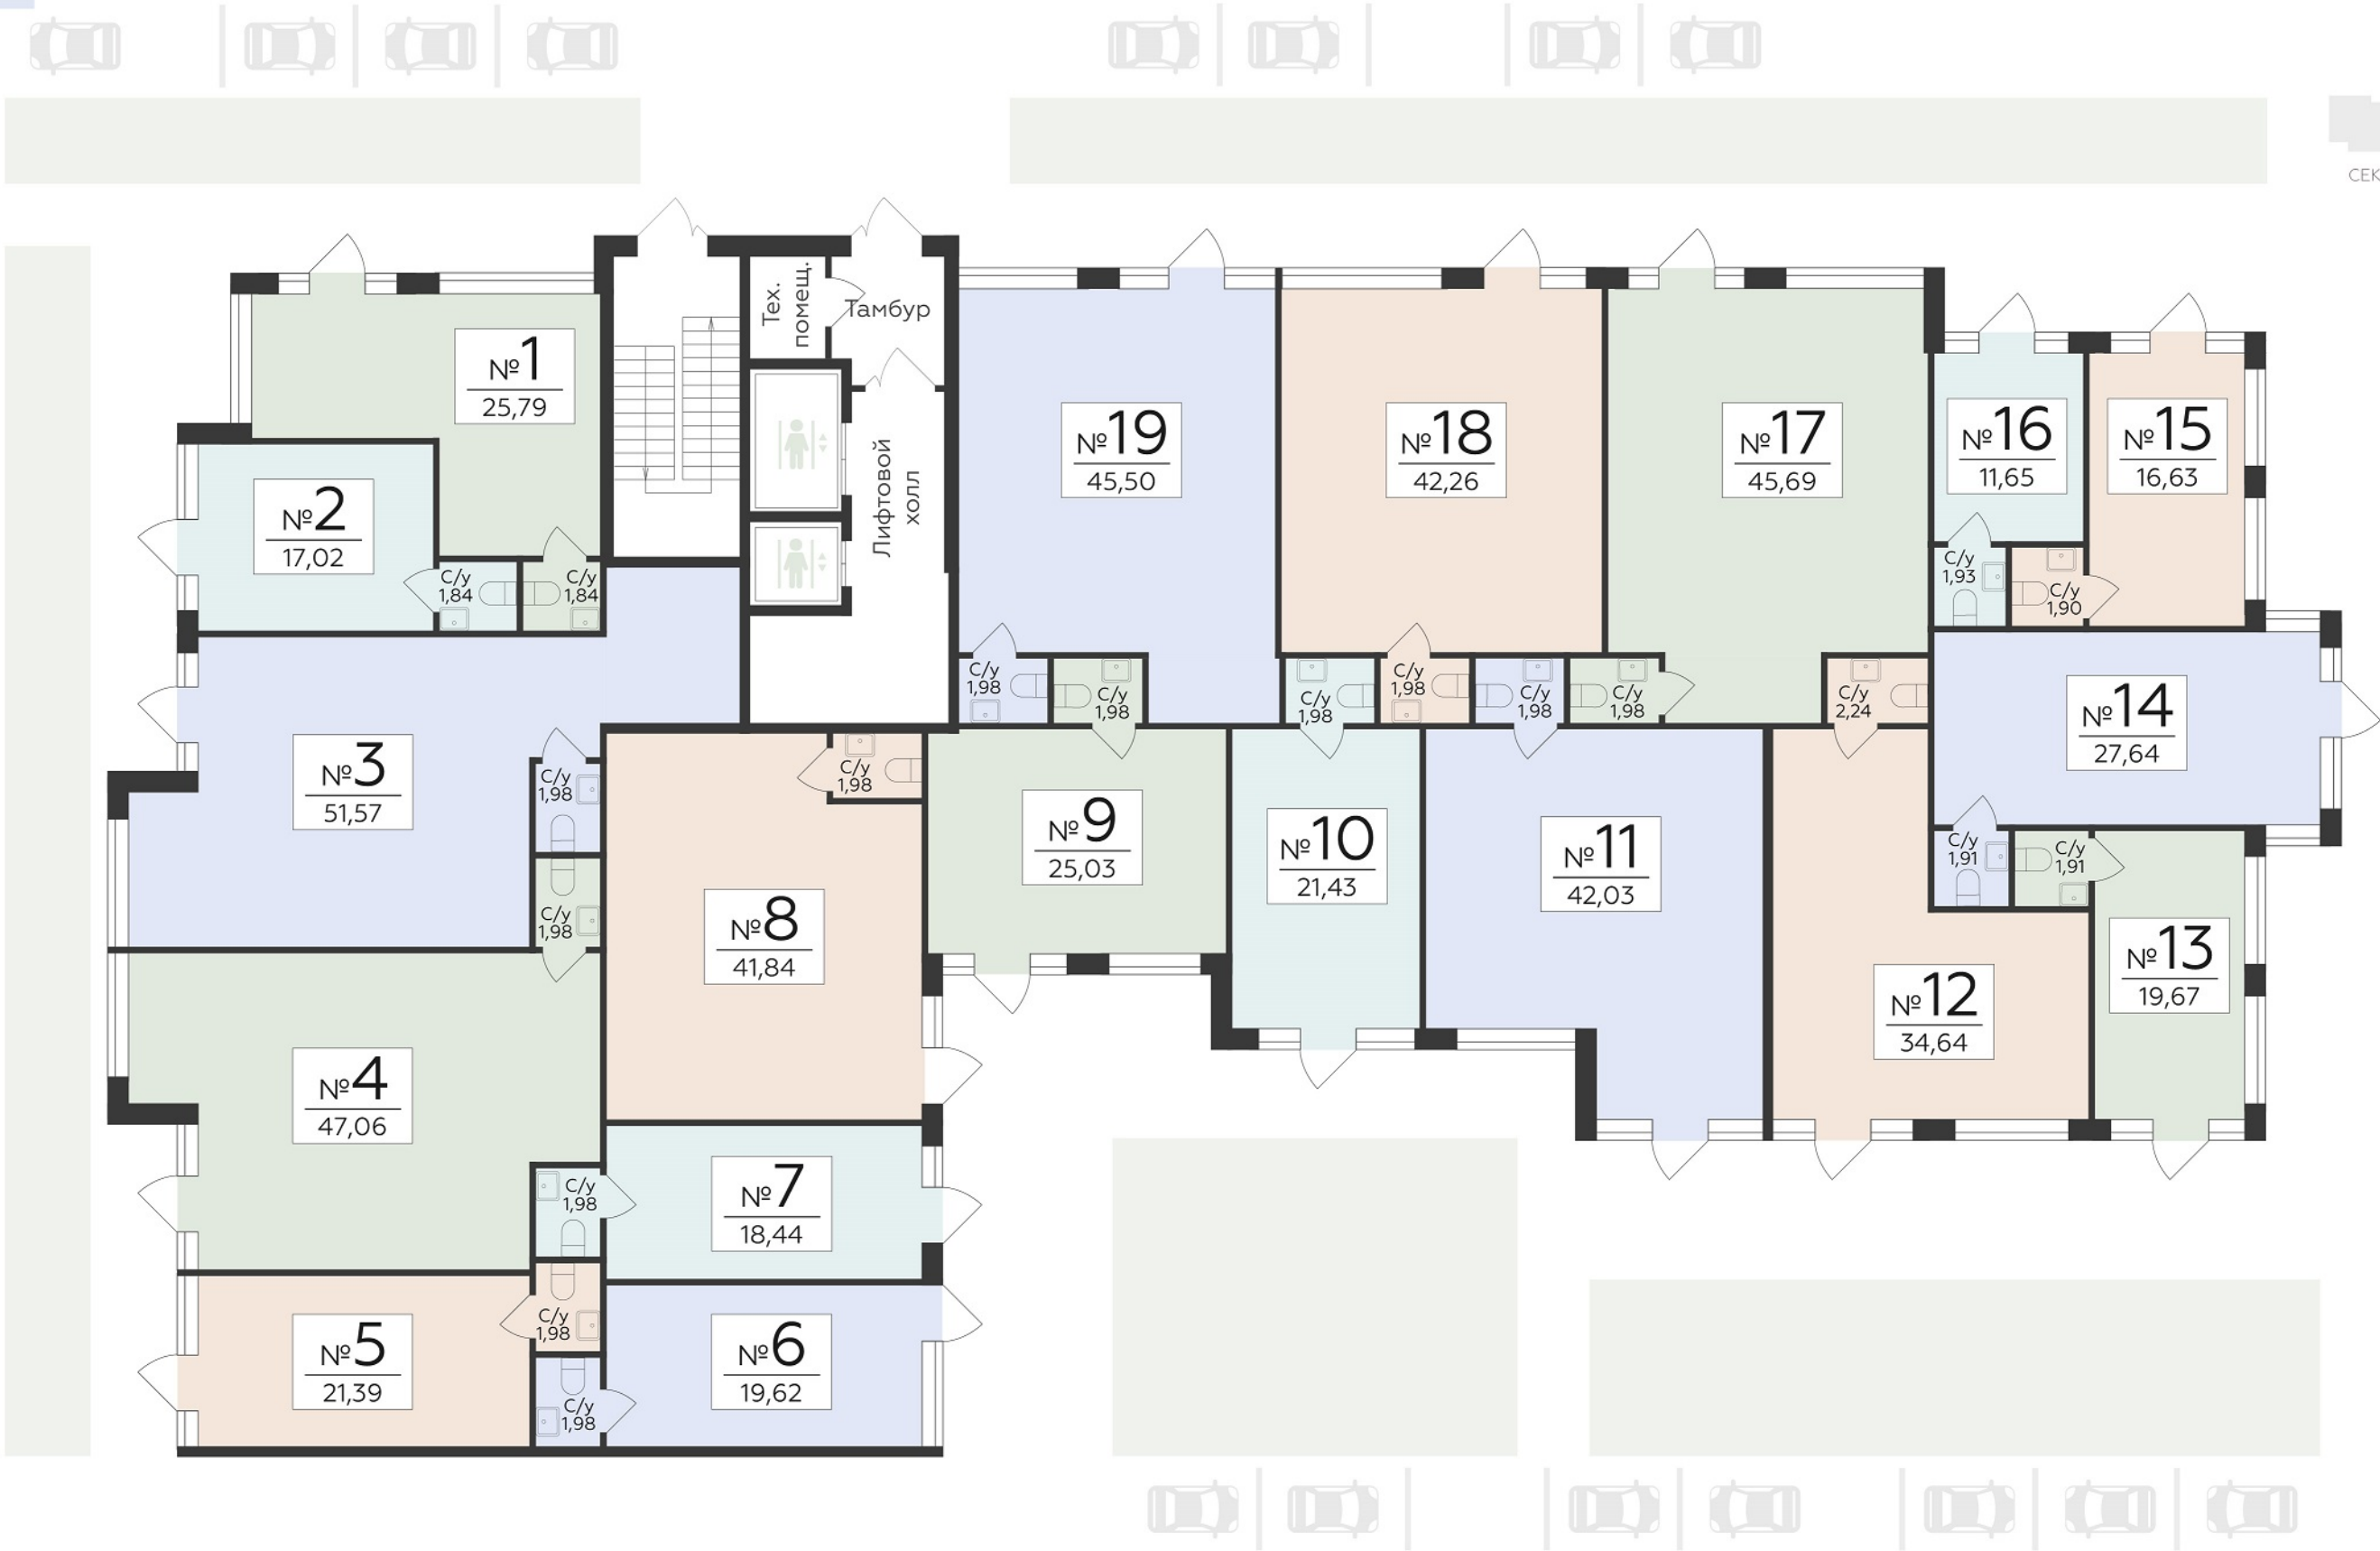 СЕК
Тех.
помещ.
Тамбур
Лифтовой
холл
№1
25,79
№2
17,02
С/у
1,84
С/у
1,84
№19
45,50
№18
42,26
№17
45,69
№16
11,65
№15
16,63
С/у
1,93
С/у
1,90
С/у
1,98
С/у
1,98
С/у
1,98
С/у
1,98
С/у
1,98
С/у
1,98
С/у
2,24
№14
27,64
№3
51,57
С/у
1,98
С/у
1,98
С/у
1,98
№8
41,84
№9
25,03
№10
21,43
№11
42,03
С/у
1,91
С/у
1,91
№12
34,64
№13
19,67
№4
47,06
С/у
1,98
№7
18,44
№5
21,39
С/у
1,98
С/у
1,98
№6
19,62